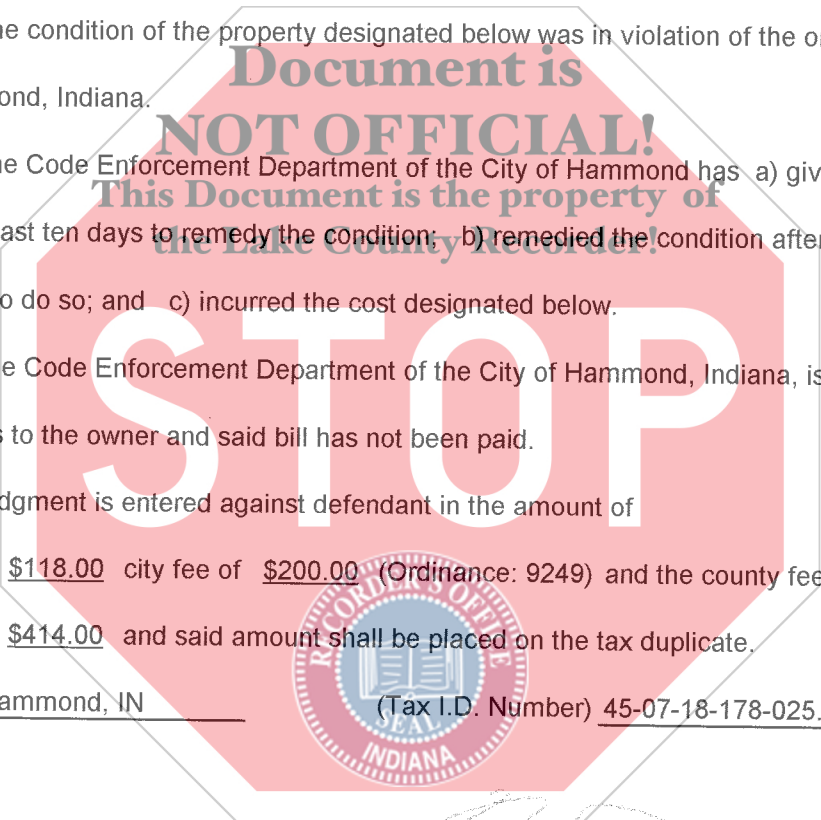 ne condition of the property designated below was in violation of the o
Document is
ond, Indiana.
NOT OFFICIAL!
ne Code Enforcement Department of the City of Hammond has a) giv
This Document is the property of
ast ten days to remedy the condition; b) remedied the condition after
the Lake County Recorder!
o do so; and c) incurred the cost designated below.
STOP
e Code Enforcement Department of the City of Hammond, Indiana, is
s to the owner and said bill has not been paid.
dgment is entered against defendant in the amount of
$118.00 city fee of $200.00 (Ordinance: 9249) and the county fee
$414.00 and said amount shall be placed on the tax duplicate.
ammond, IN (Tax I.D. Number) 45-07-18-178-025.
RECORDER'S OFFICE
SEAL
INDIANA